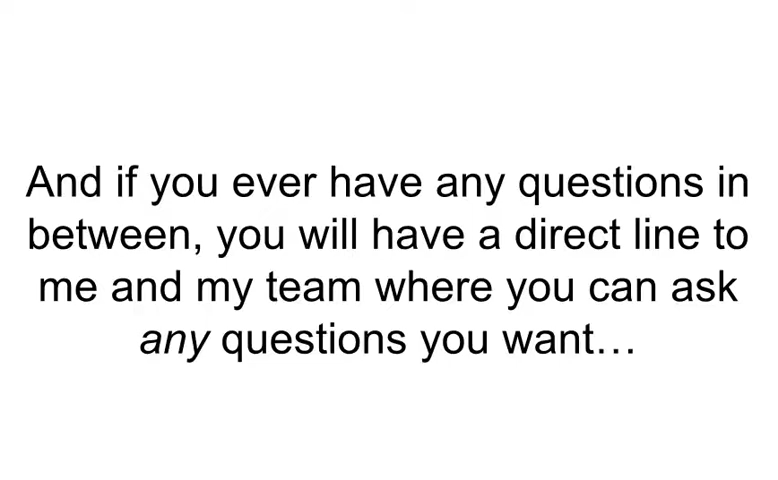 And if you ever have any questions in
between, you will have a direct line to
me and my team where you can ask
any questions you want…